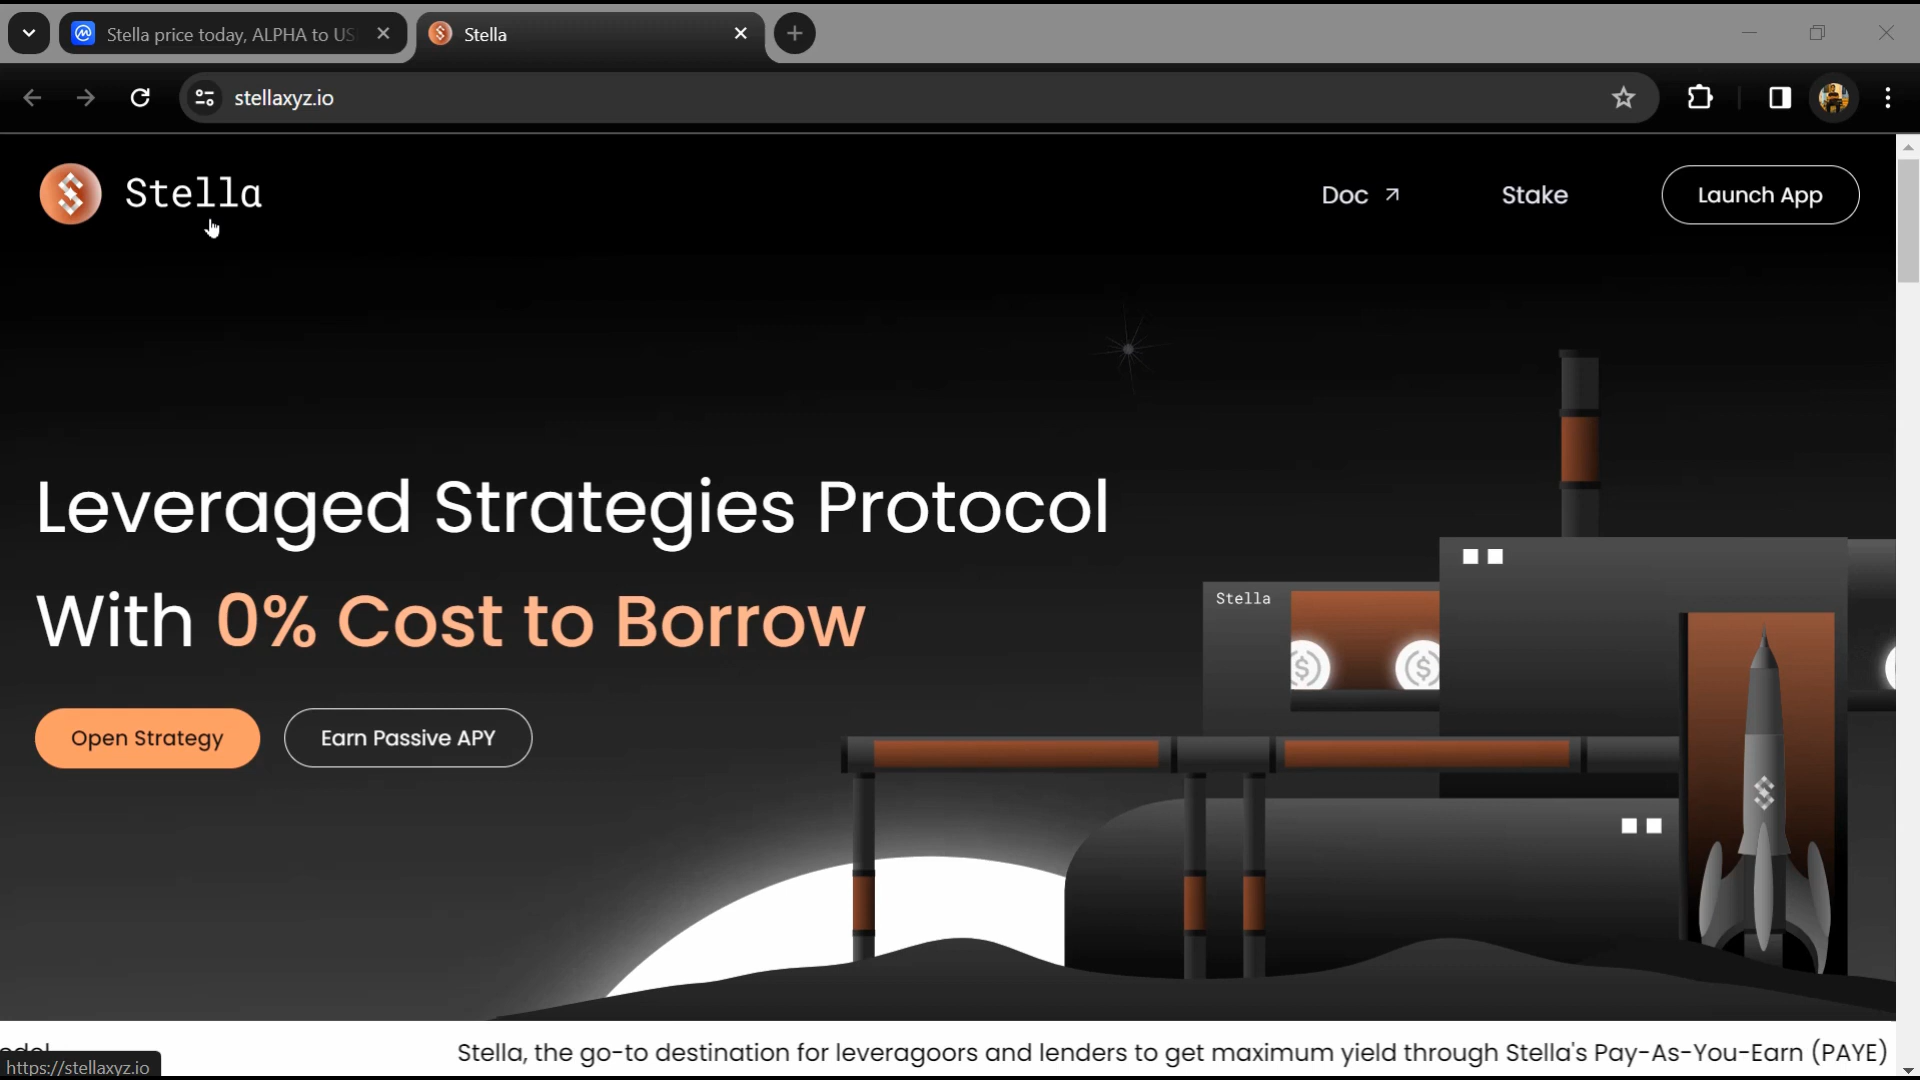 Stella price today, ALPHA to US
Stella
stellaxyz.io
Stella
Doc
Stake
Launch App
Leveraged Strategies Protocol
With 0% Cost to Borrow
Stella
Open Strategy
Earn Passive APY
Stella, the go-to destination for leveragoors and lenders to get maximum yield through Stella's Pay-As-You-Earn (PAYE)
https://stellaxyz.io